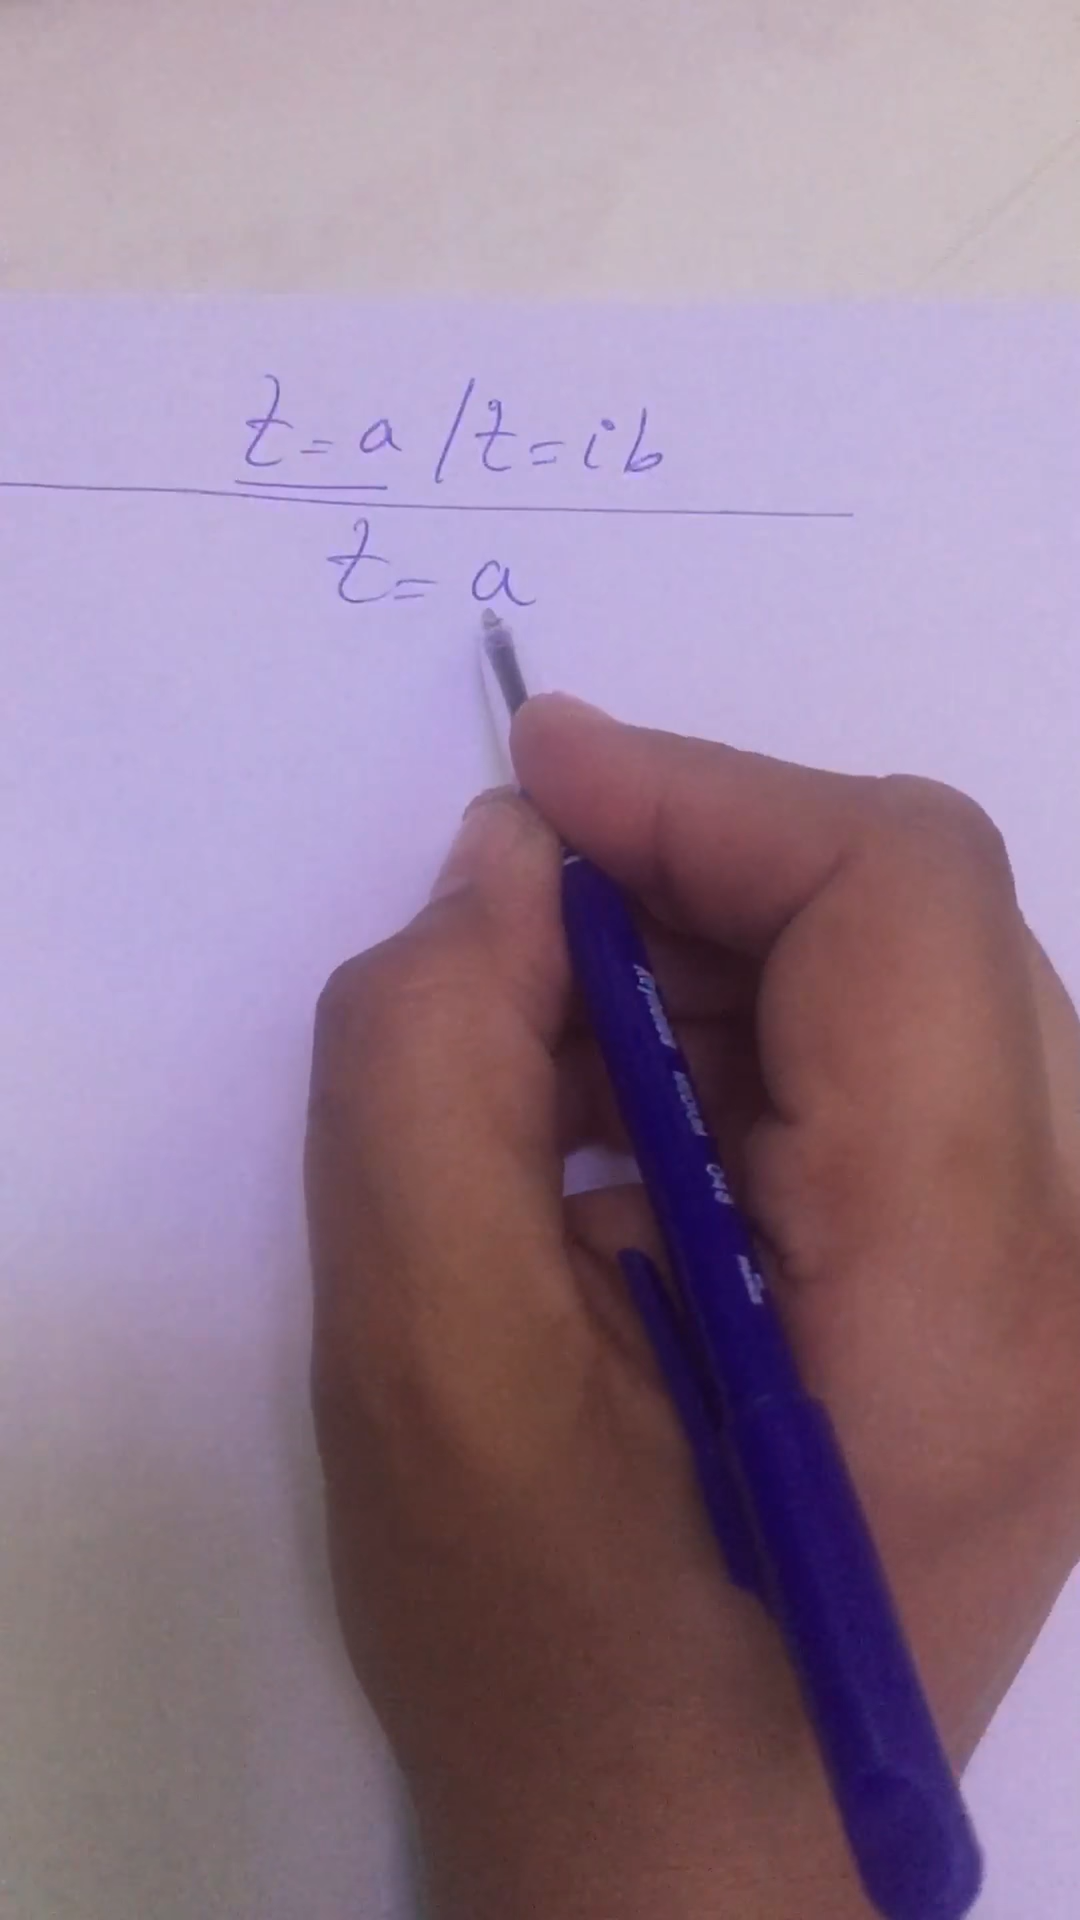 z = a / z = ib
z = a